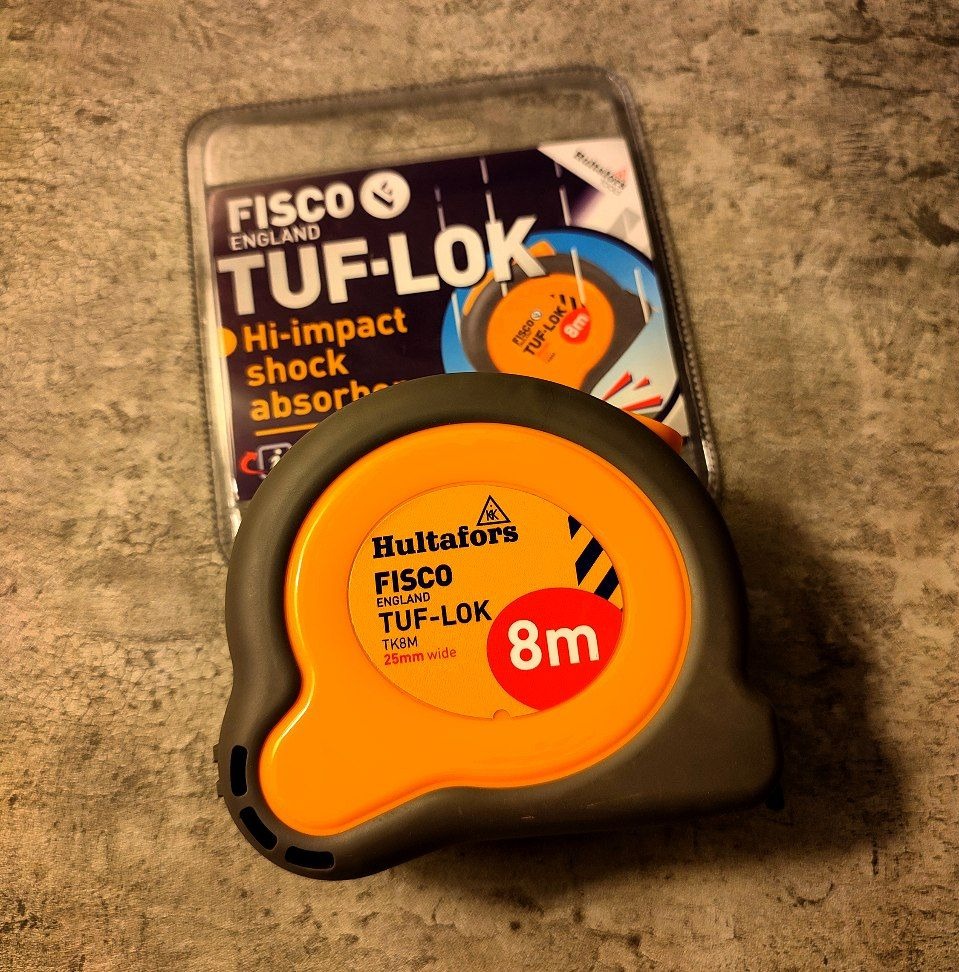 Hultafors
FISCO
ENGLAND
TUF-LOK
Hi-impact
shock
FISCO
TUF-LOK
8m
Hultafors
FISCO
ENGLAND
TUF-LOK
TK8M
25mm wide
8m